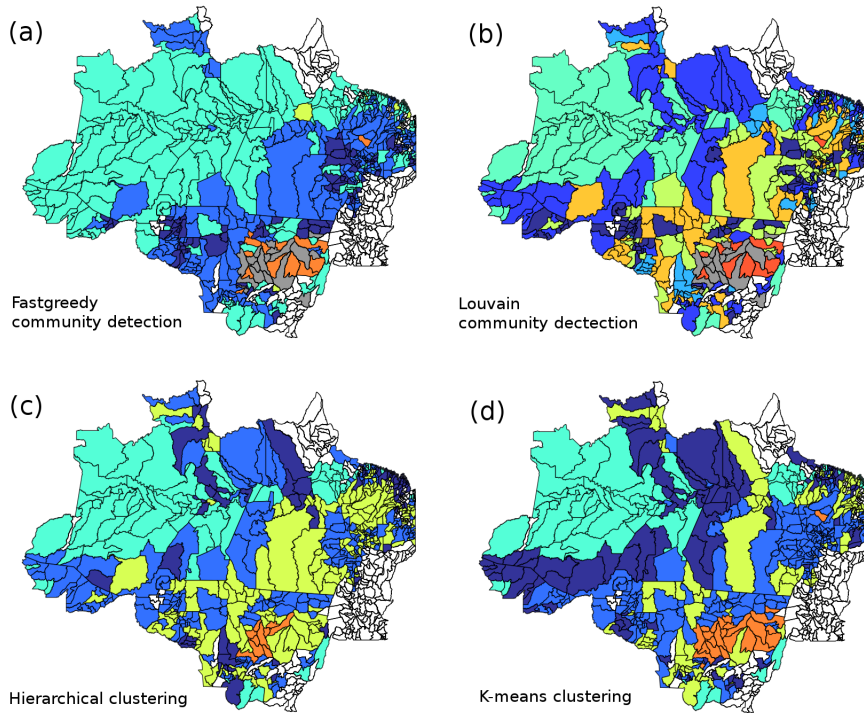 (a)
(b)
Fastgreedy
community detection
Louvain
community dectection
(c)
(d)
Hierarchical clustering
K-means clustering